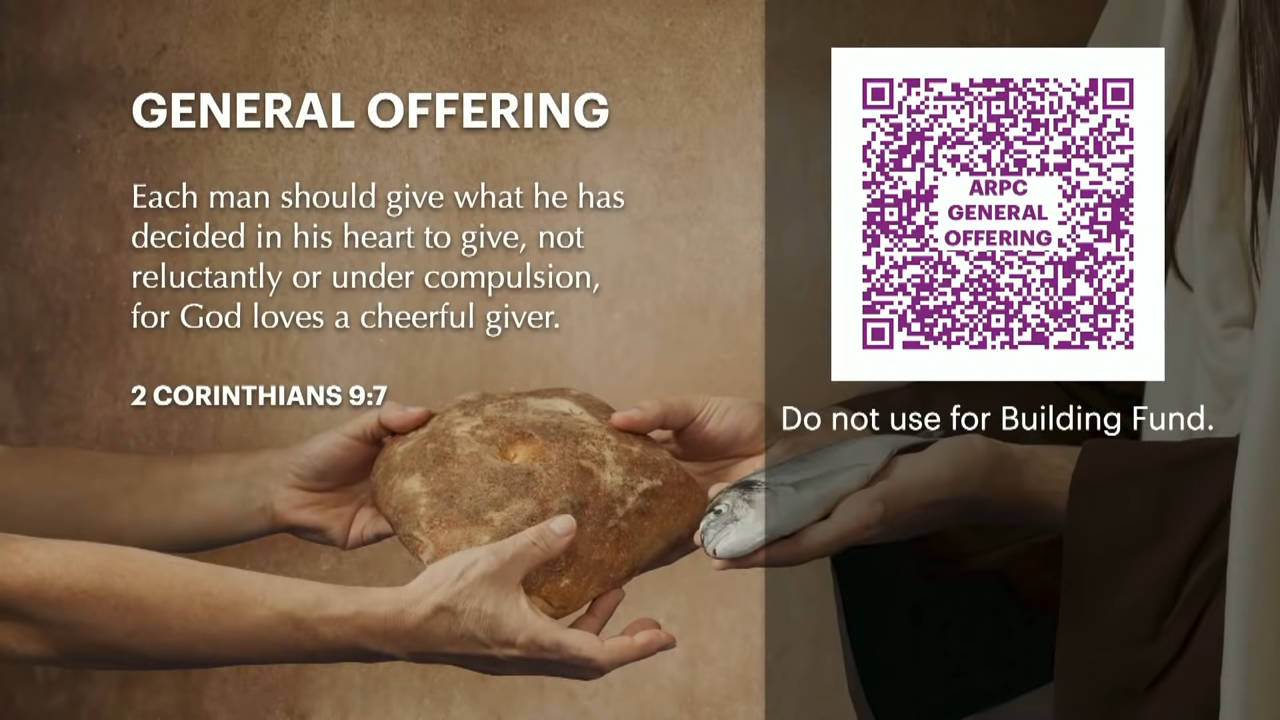 GENERAL OFFERING
Each man should give what he has
decided in his heart to give, not
reluctantly or under compulsion,
for God loves a cheerful giver.
2 CORINTHIANS 9:7
ARPC
GENERAL
OFFERING
Do not use for Building Fund.